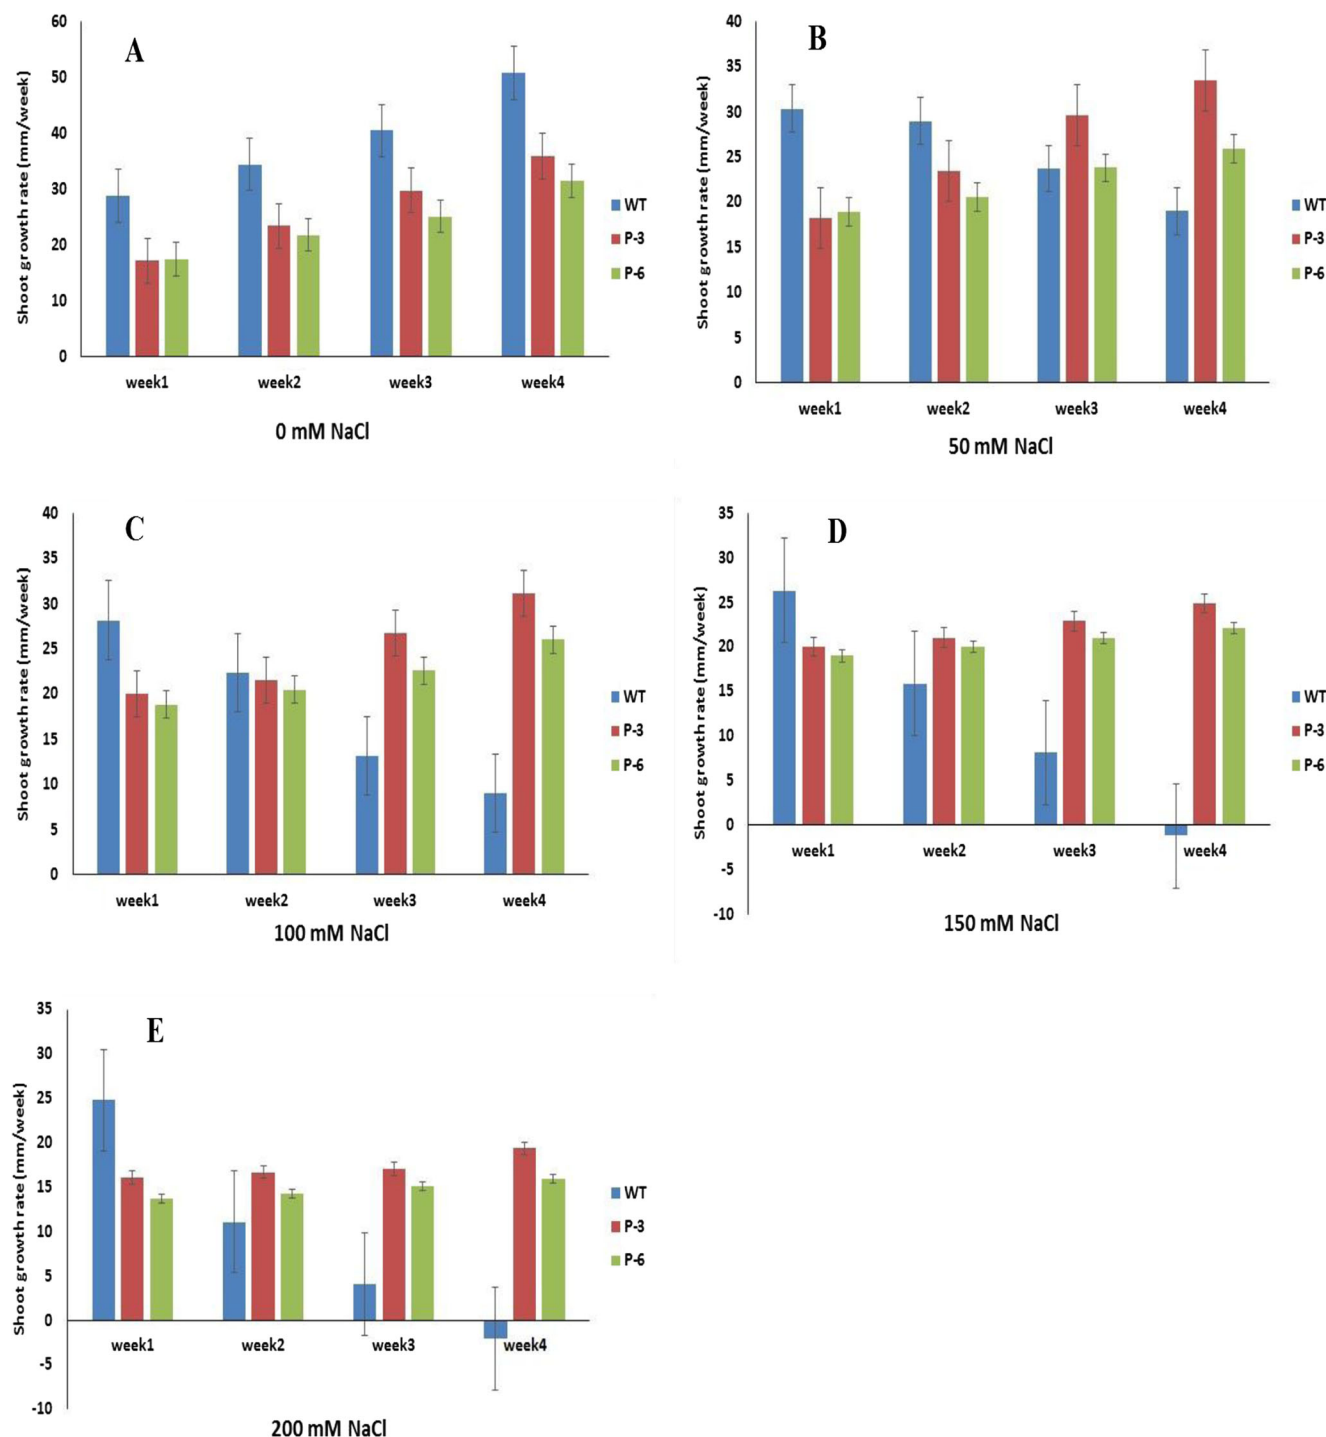 A
Shoot growth rate (mm/week)
60
50
40
30
20
10
0
week1 week2 week3 week4
0 mM NaCl
WT
P-3
P-6
B
Shoot growth rate (mm/week)
40
35
30
25
20
15
10
5
0
week1 week2 week3 week4
50 mM NaCl
WT
P-3
P-6
C
Shoot growth rate (mm/week)
40
35
30
25
20
15
10
5
0
week1 week2 week3 week4
100 mM NaCl
WT
P-3
P-6
D
Shoot growth rate (mm/week)
35
30
25
20
15
10
5
0
-5
-10
week1 week2 week3 week4
150 mM NaCl
WT
P-3
P-6
E
Shoot growth rate (mm/week)
35
30
25
20
15
10
5
0
-5
-10
week1 week2 week3 week4
200 mM NaCl
WT
P-3
P-6